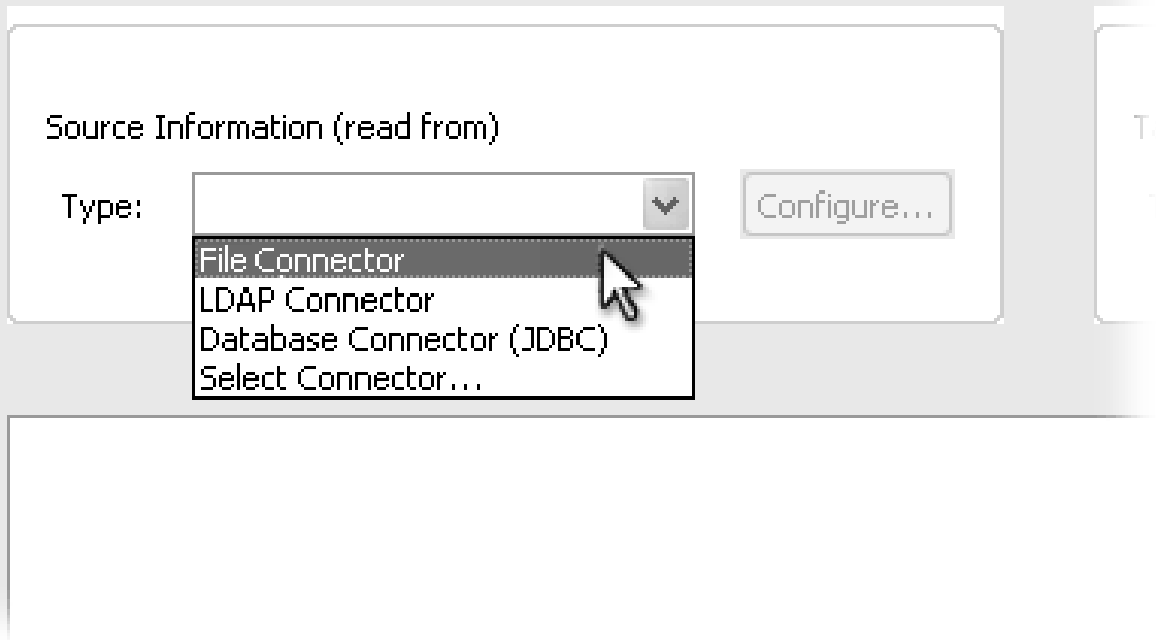 Source Information (read from)
Type:
Configure...
File Connector
LDAP Connector
Database Connector (JDBC)
Select Connector...